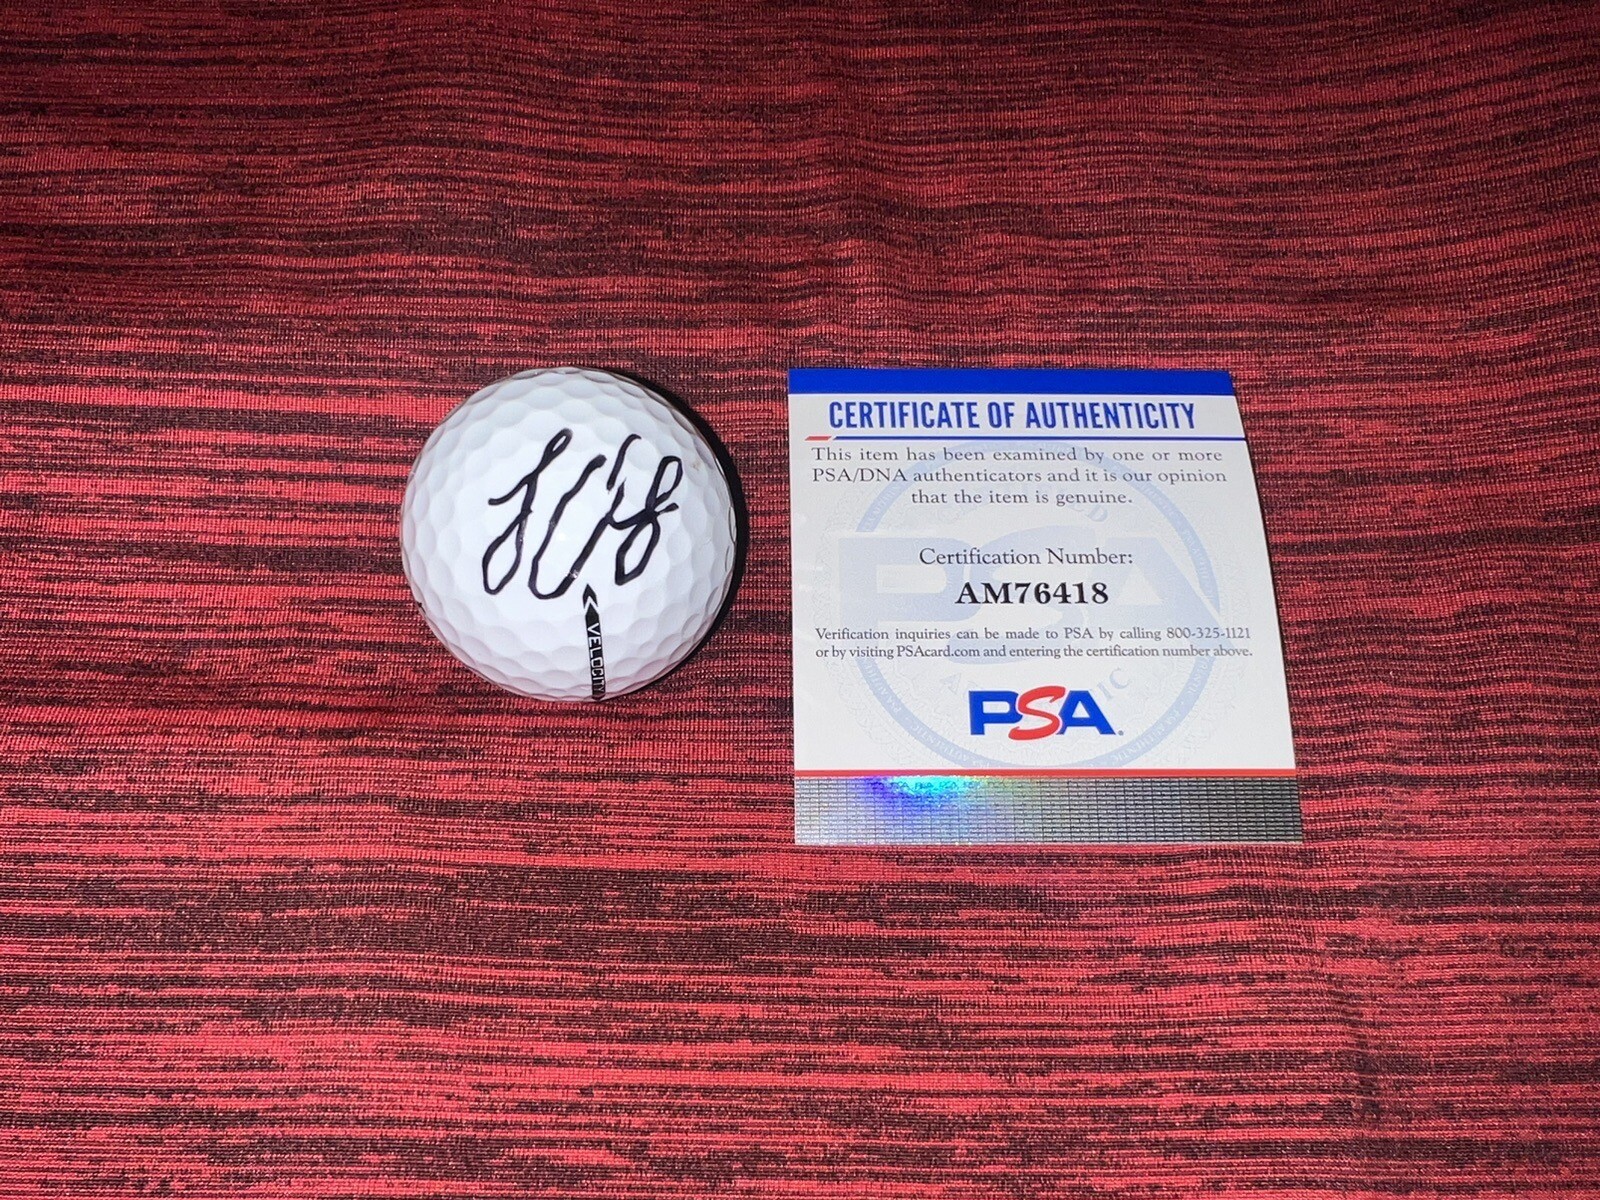 VELOCITY
CERTIFICATE OF AUTHENTICITY
This item has been examined by one or more
PSA/DNA authenticators and it is our opinion
that the item is genuine.
Certification Number:
AM76418
Verification inquiries can be made to PSA by calling 800-325-1121
or by visiting PSAcard.com and entering the certification number above.
PSA